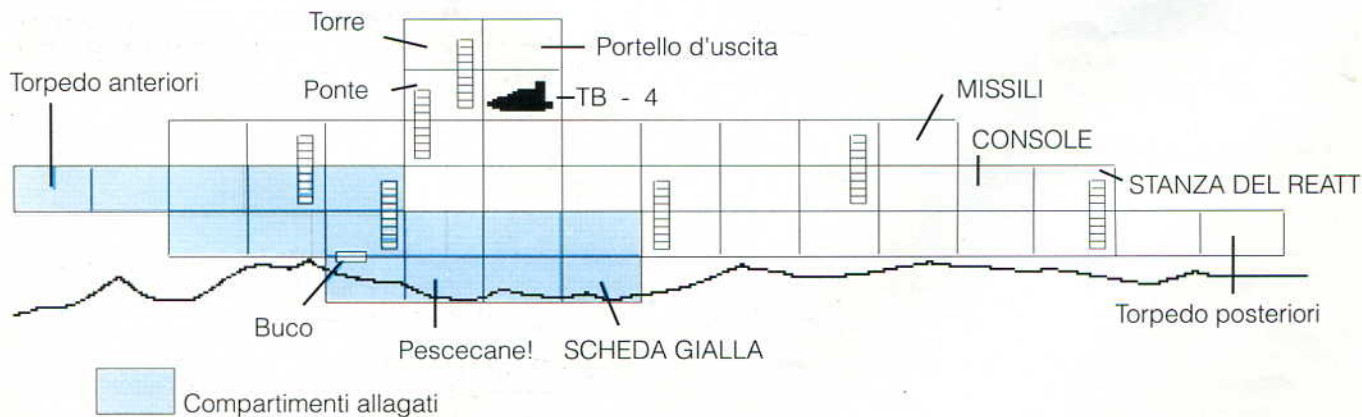 Torre
Portello d'uscita
Torpedo anteriori
Ponte
TB - 4
MISSILI
CONSOLE
STANZA DEL REATT
Buco
Pescecane!
SCHEDA GIALLA
Torpedo posteriori
Compartimenti allagati